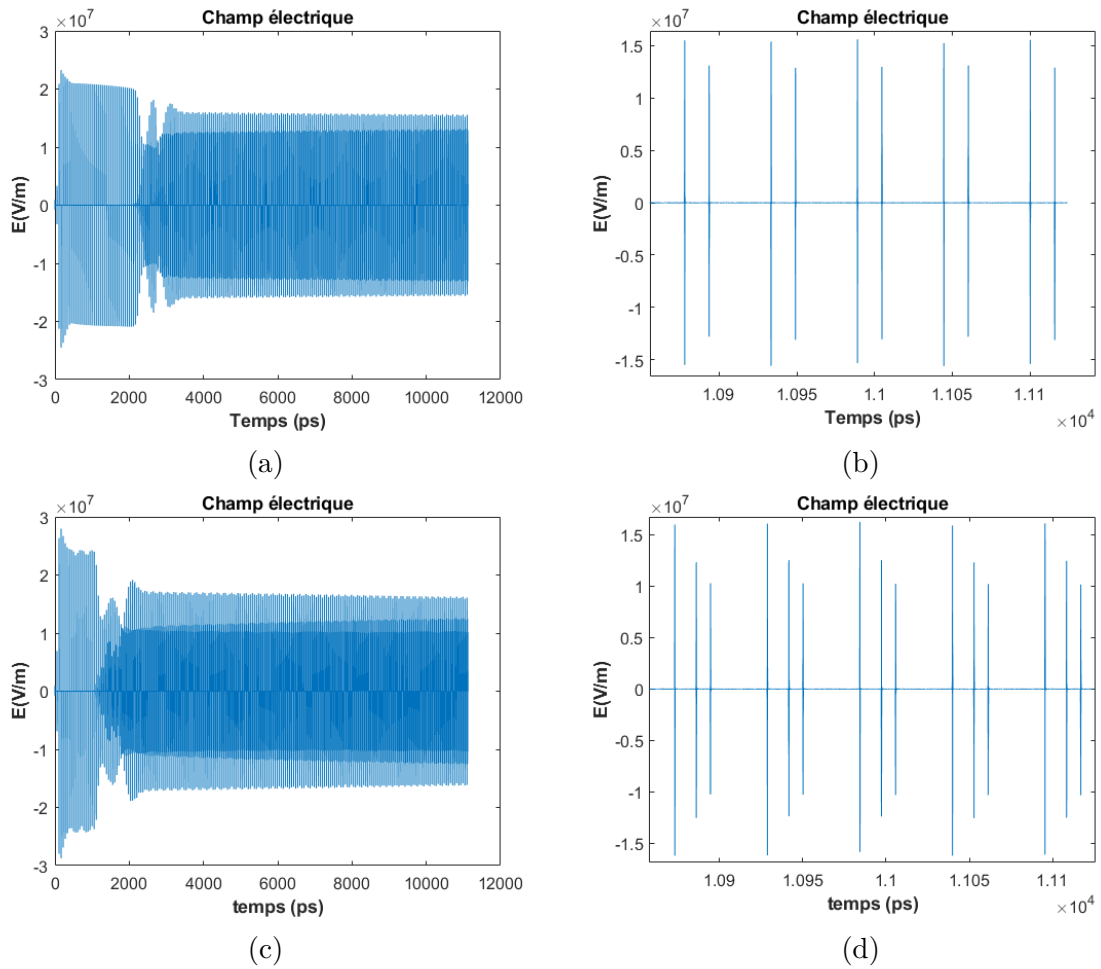 Champ électrique
×10^7
3
2
1
0
-1
-2
-3
E(V/m)
0 2000 4000 6000 8000 10000 12000
Temps (ps)
(a)
Champ électrique
×10^7
1.5
1
0.5
0
-0.5
-1
-1.5
E(V/m)
1.09 1.095 1.1 1.105 1.11
Temps (ps)
×10^4
(b)
Champ électrique
×10^7
3
2
1
0
-1
-2
-3
E(V/m)
0 2000 4000 6000 8000 10000 12000
temps (ps)
(c)
Champ électrique
×10^7
1.5
1
0.5
0
-0.5
-1
-1.5
E(V/m)
1.09 1.095 1.1 1.105 1.11
temps (ps)
×10^4
(d)